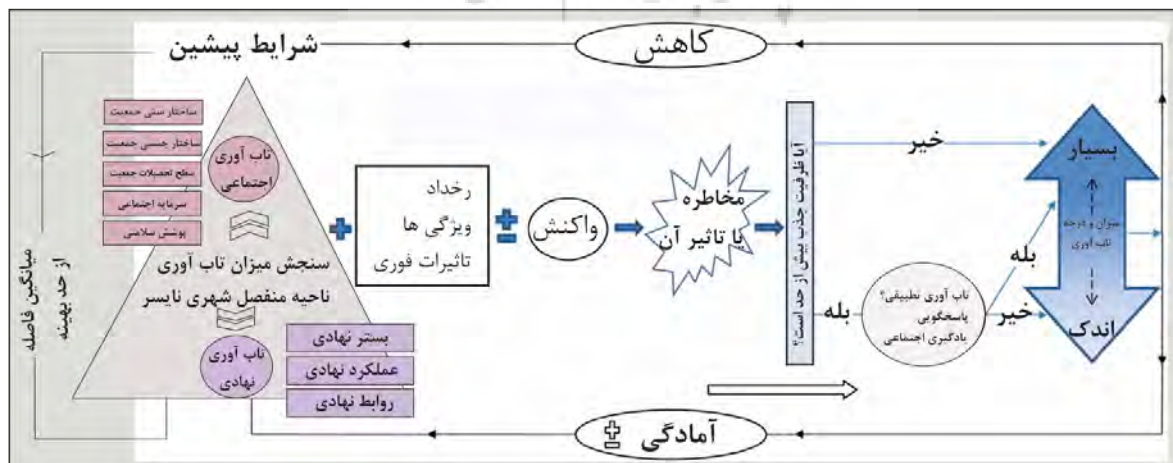 کاهش
شرایط پیشین
ساختار سنی جمعیت
ساختار جنسی جمعیت
سطح تحصیلات جمعیت
سرمایه اجتماعی
پوشش سلامتی
تاب آوری
اجتماعی
سنجش میزان تاب آوری
ناحیه منفصل شهری نایسر
تاب آوری
نهادی
بستر نهادی
عملکرد نهادی
روابط نهادی
میانگین فاصله
از حد بهینه
رخداد
ویژگی ها
تاثیرات فوری
واکنش
مخاطره
یا تاثیر آن
آیا ظرفیت جذب بیش از حد است؟
خیر
بله
تاب آوری تطبیقی؟
پاسخگویی
یادگیری اجتماعی
بله
خیر
بسیار
میزان و درجه
تاب آوری
اندک
آمادگی